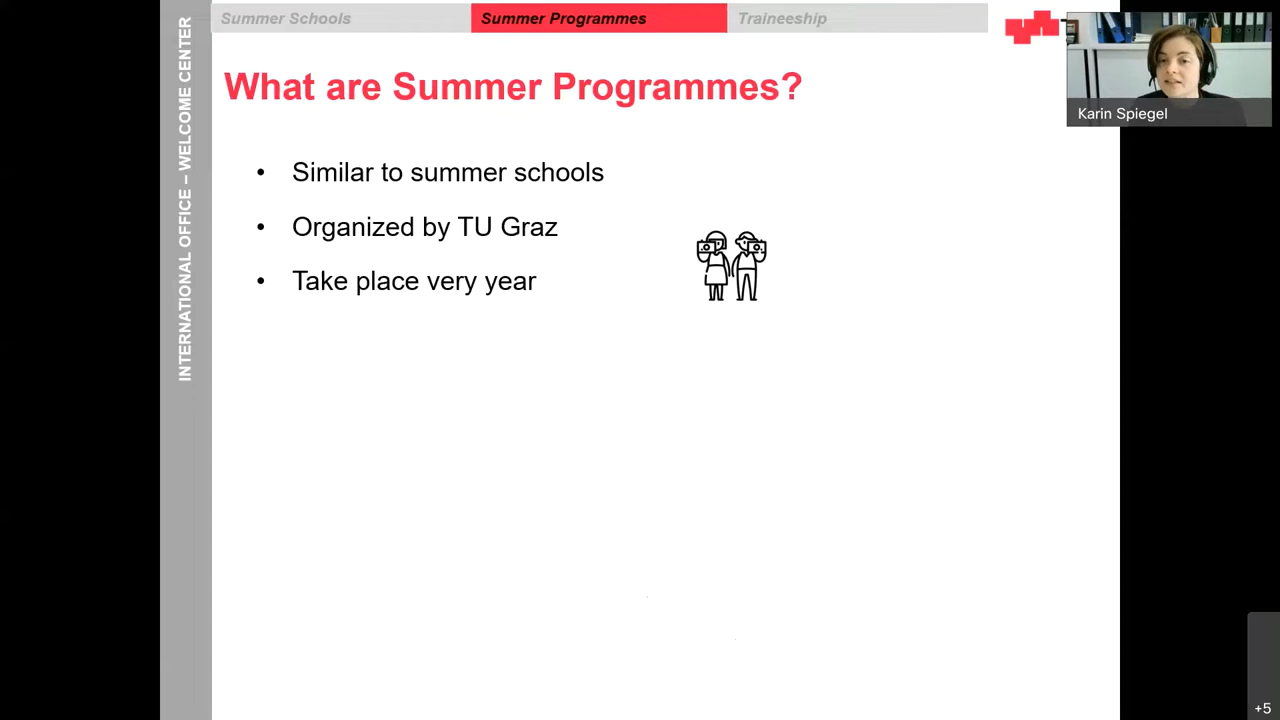 Summer Schools
Summer Programmes
Traineeship
INTERNATIONAL OFFICE – WELCOME CENTER
What are Summer Programmes?
Karin Spiegel
• Similar to summer schools
• Organized by TU Graz
• Take place very year
+5